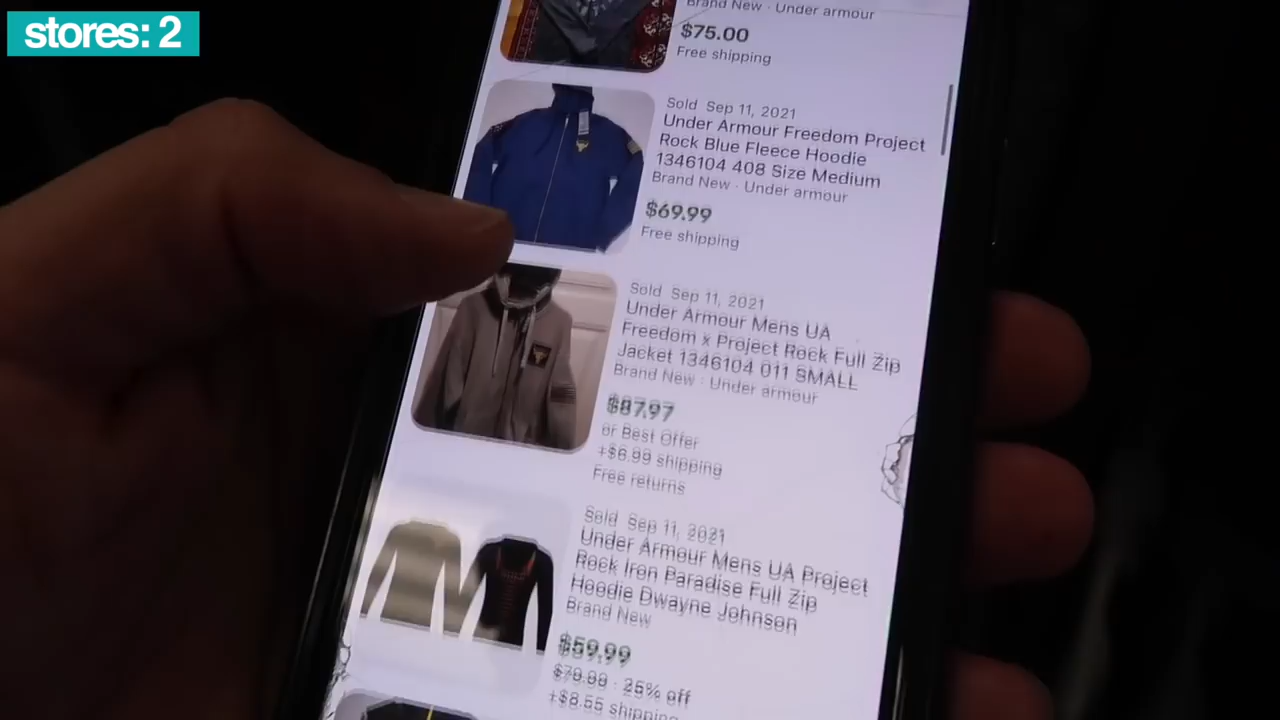 stores: 2
Brand New · Under armour
$75.00
Free shipping
Sold Sep 11, 2021
Under Armour Freedom Project
Rock Blue Fleece Hoodie
1346104 408 Size Medium
Brand New · Under armour
$69.99
Free shipping
Sold Sep 11, 2021
Under Armour Mens UA
Freedom x Project Rock Full Zip
Jacket 1346104 011 SMALL
Brand New · Under armour
$87.97
or Best Offer
+$6.99 shipping
Free returns
Sold Sep 11, 2021
Under Armour Mens UA Project
Rock Iron Paradise Full Zip
Hoodie Dwayne Johnson
Brand New
$59.99
$79.99 · 25% off
+$8.55 shipping